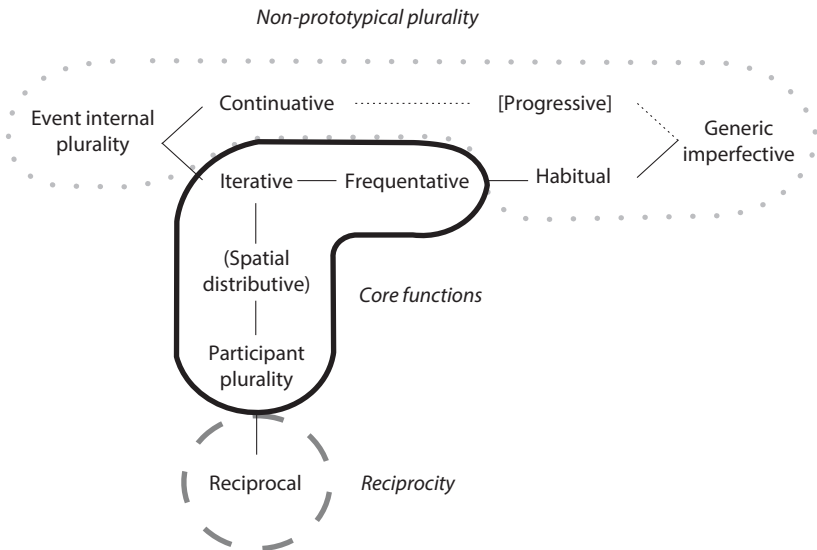 Non-prototypical plurality
Continuative
[Progressive]
Event internal
plurality
Generic
imperfective
Iterative
Frequentative
Habitual
(Spatial
distributive)
Core functions
Participant
plurality
Reciprocal
Reciprocity